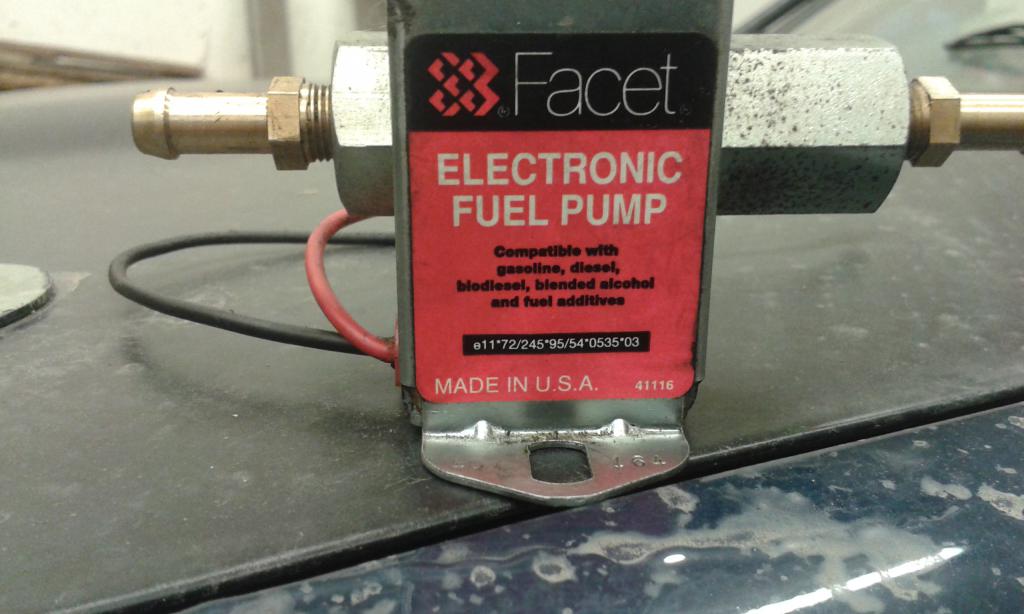 Facet
ELECTRONIC
FUEL PUMP
Compatible with
gasoline, diesel,
biodiesel, blended alcohol
and fuel additives
e11*72/245*95/54*0535*03
MADE IN U.S.A. 41116